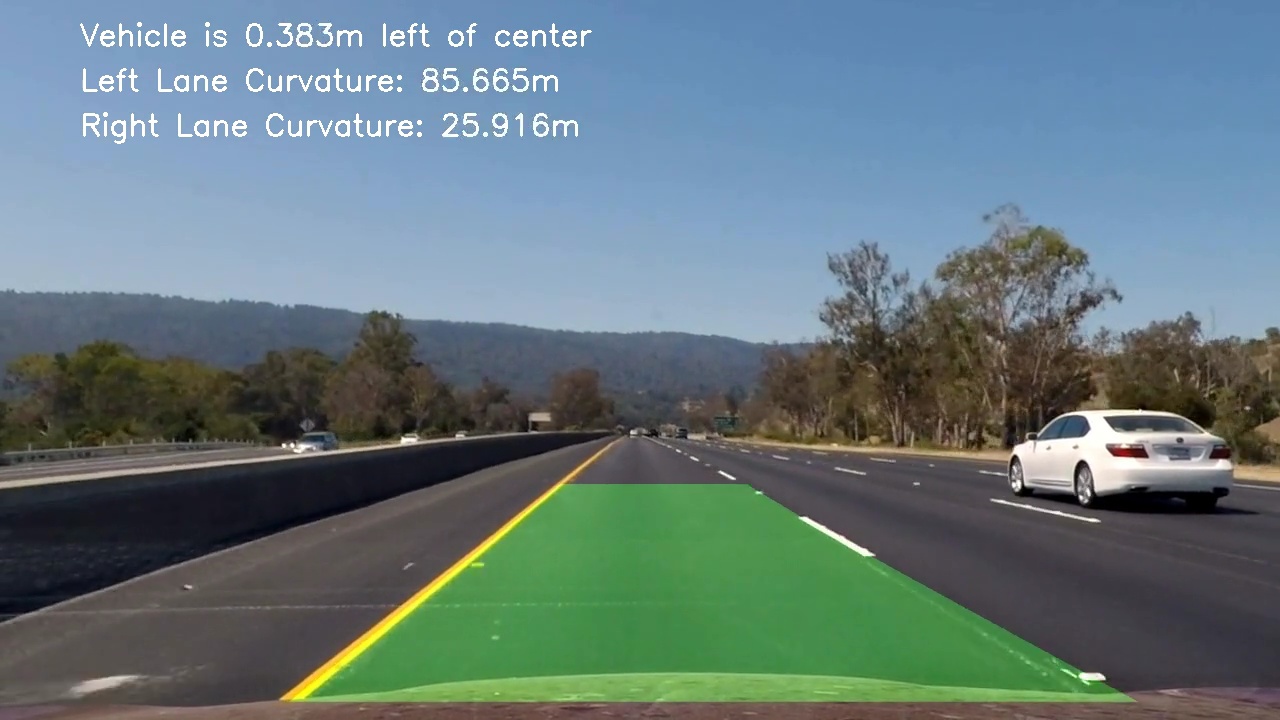 Vehicle is 0.383m left of center
Left Lane Curvature: 85.665m
Right Lane Curvature: 25.916m